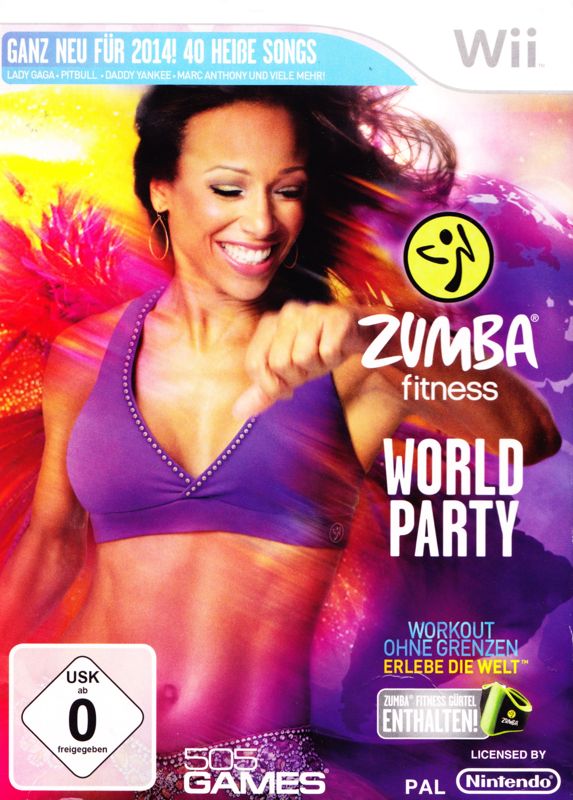 GANZ NEU FÜR 2014! 40 HEIßE SONGS
LADY GAGA • PITBULL • DADDY YANKEE • MARC ANTHONY UND VIELE MEHR!
Wii™
ZUMBA®
fitness
WORLD
PARTY
WORKOUT
OHNE GRENZEN
ERLEBE DIE WELT™
ZUMBA® FITNESS GÜRTEL
ENTHALTEN!
ZUMBA
USK
ab
0
freigegeben
505
GAMES®
LICENSED BY
PAL
Nintendo®